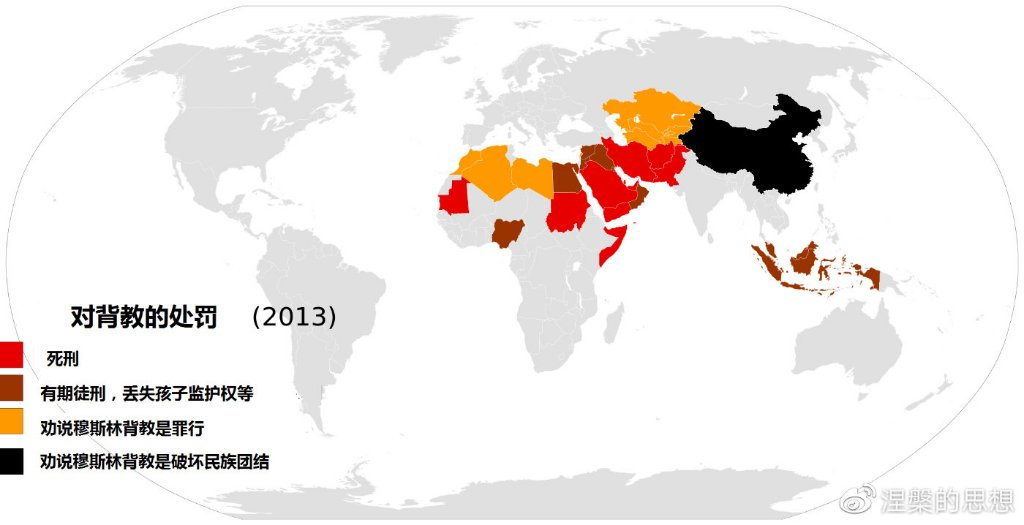 对背教的处罚 (2013)
死刑
有期徒刑，丢失孩子监护权等
劝说穆斯林背教是罪行
劝说穆斯林背教是破坏民族团结
涅槃的思想